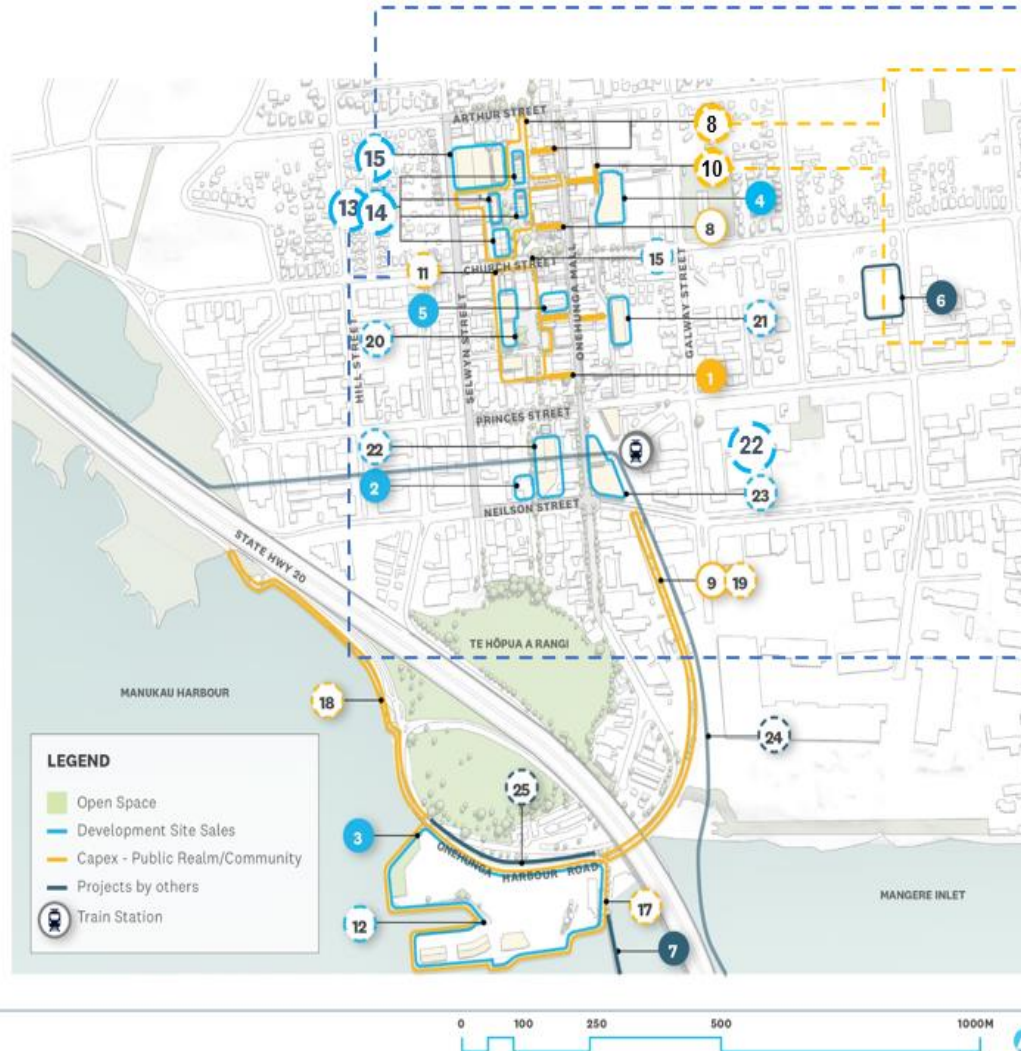 ARTHUR STREET
8
15
10
13
14
4
8
CHURCH STREET
15
11
ONEHUNGA MALL
GALWAY STREET
5
6
21
20
HILL STREET
SELWYN STREET
1
PRINCES STREET
22
22
2
23
NEILSON STREET
STATE HWY 20
9
19
TE HŌPUA A RANGI
MANUKAU HARBOUR
18
24
25
LEGEND
Open Space
Development Site Sales
Capex - Public Realm/Community
Projects by others
Train Station
3
ONEHUNGA HARBOUR ROAD
MANGERE INLET
17
12
7
0 100 250 500 1000M